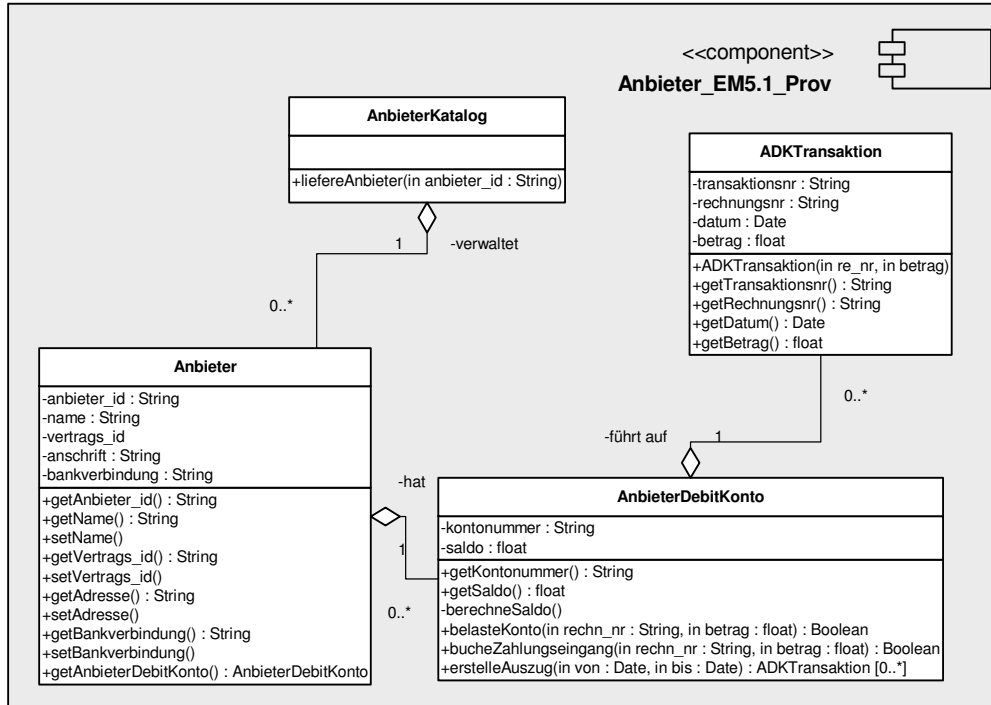 <<component>>
Anbieter_EM5.1_Prov
AnbieterKatalog
+liefereAnbieter(in anbieter_id : String)
1
-verwaltet
0..*
ADKTransaktion
-transaktionsnr : String
-rechnungsnr : String
-datum : Date
-betrag : float
+ADKTransaktion(in re_nr, in betrag)
+getTransaktionsnr() : String
+getRechnungsnr() : String
+getDatum() : Date
+getBetrag() : float
0..*
-führt auf
1
Anbieter
-anbieter_id : String
-name : String
-vertrags_id
-anschrift : String
-bankverbindung : String
+getAnbieter_id() : String
+getName() : String
+setName()
+getVertrags_id() : String
+setVertrags_id()
+getAdresse() : String
+setAdresse()
+getBankverbindung() : String
+setBankverbindung()
+getAnbieterDebitKonto() : AnbieterDebitKonto
-hat
1
0..*
AnbieterDebitKonto
-kontonummer : String
-saldo : float
+getKontonummer() : String
+getSaldo() : float
-berechneSaldo()
+belasteKonto(in rechn_nr : String, in betrag : float) : Boolean
+bucheZahlungseingang(in rechn_nr : String, in betrag : float) : Boolean
+erstelleAuszug(in von : Date, in bis : Date) : ADKTransaktion [0..*]